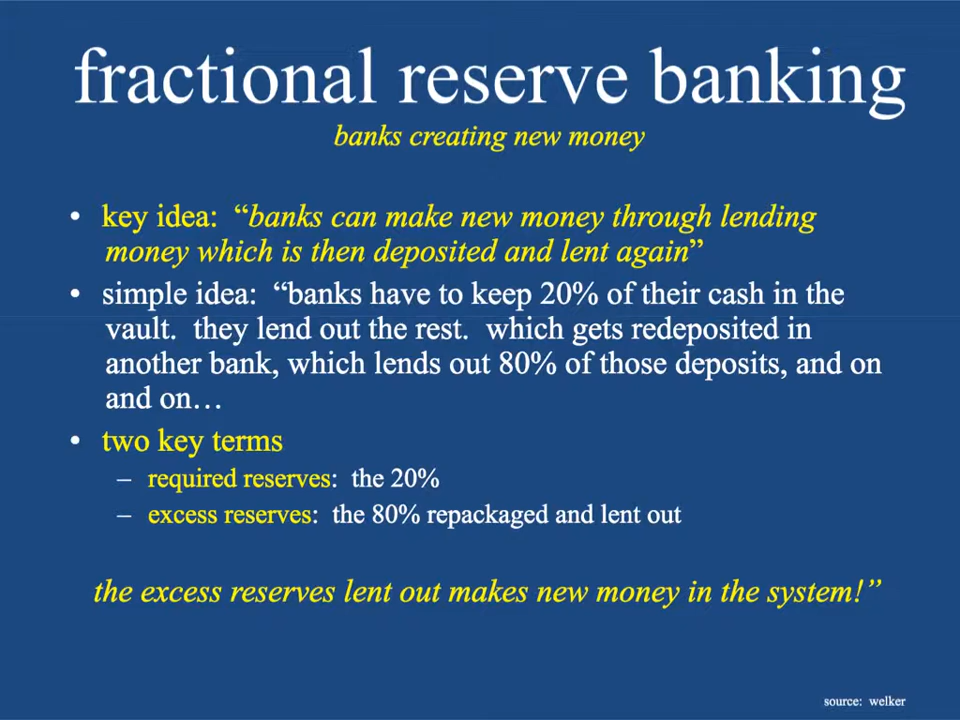 fractional reserve banking
banks creating new money
• key idea:  “banks can make new money through lending
money which is then deposited and lent again”
• simple idea:  “banks have to keep 20% of their cash in the
vault.  they lend out the rest.  which gets redeposited in
another bank, which lends out 80% of those deposits, and on
and on…
• two key terms
– required reserves:  the 20%
– excess reserves:  the 80% repackaged and lent out
the excess reserves lent out makes new money in the system!”
source:  welker